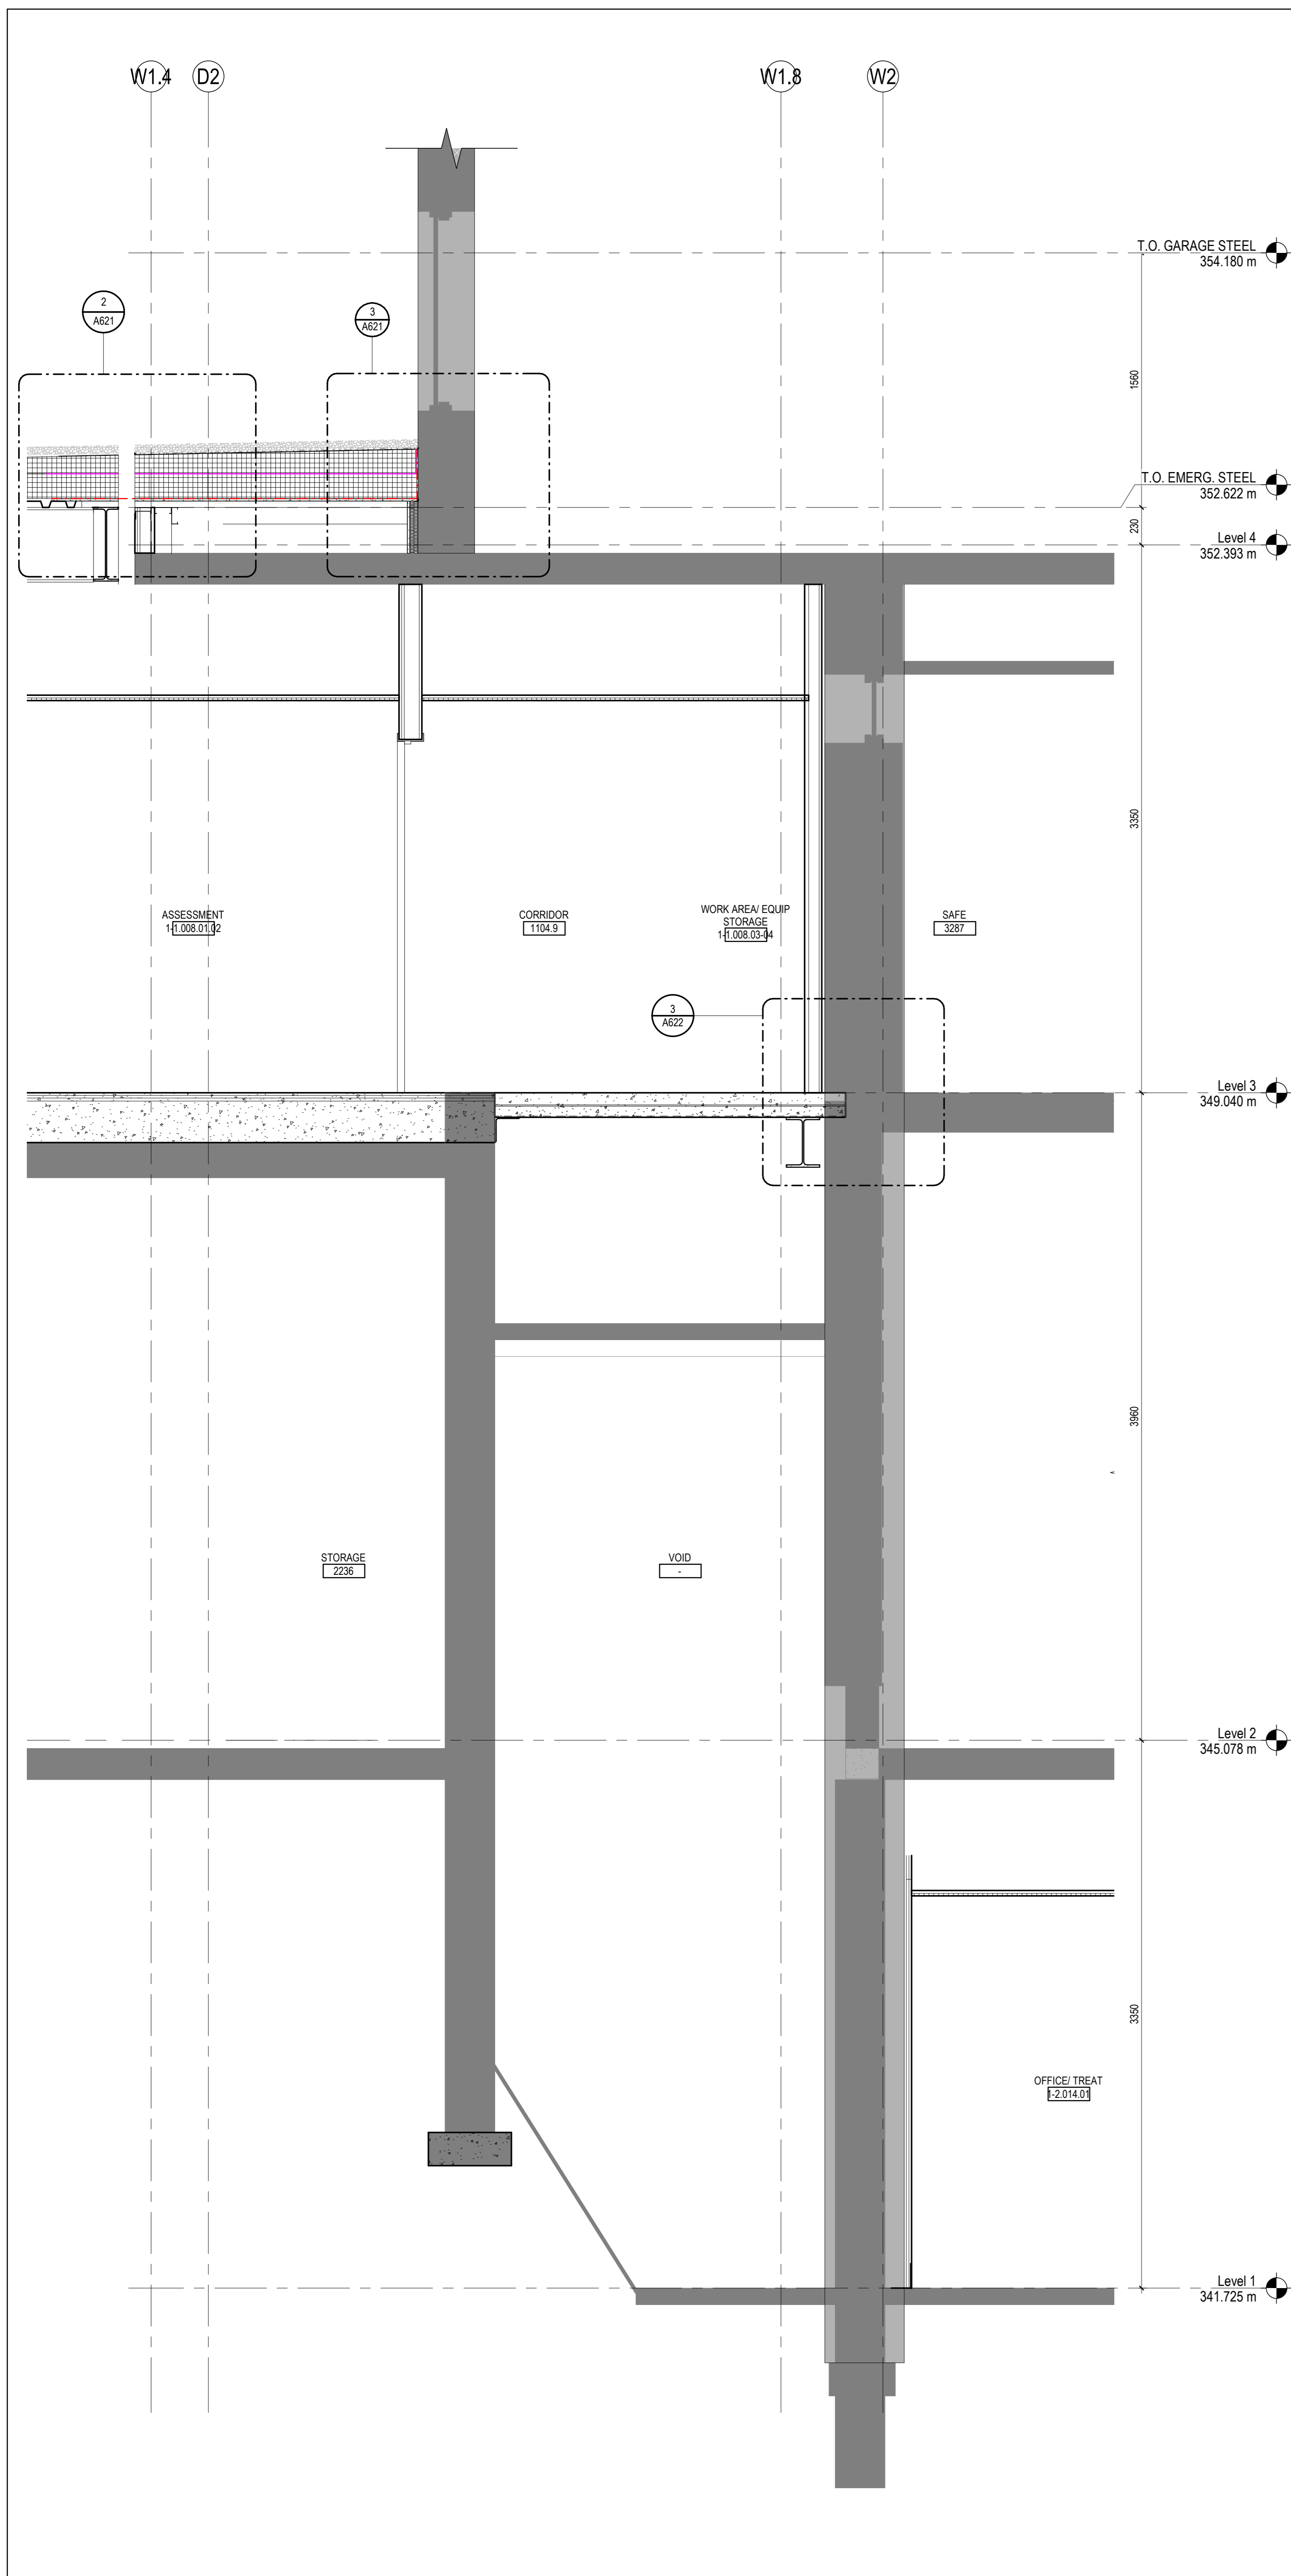 W1.4
D2
W1.8
W2
T.O. GARAGE STEEL
354.180 m
2
A621
3
A621
1560
T.O. EMERG. STEEL
352.622 m
230
Level 4
352.393 m
3350
ASSESSMENT
1-1.008.01.02
CORRIDOR
1104.9
WORK AREA/ EQUIP
STORAGE
1-1.008.03-04
SAFE
3287
3
A622
Level 3
349.040 m
3960
STORAGE
2236
VOID
-
Level 2
345.078 m
3350
OFFICE/ TREAT
1-2.014.01
Level 1
341.725 m